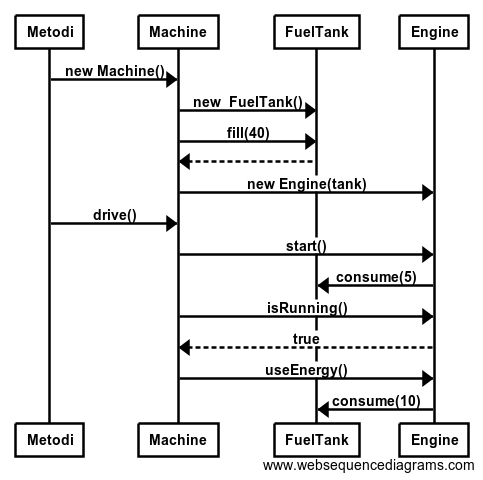 Metodi Machine FuelTank Engine
new Machine()
new  FuelTank()
fill(40)
new Engine(tank)
drive()
start()
consume(5)
isRunning()
true
useEnergy()
consume(10)
Metodi Machine FuelTank Engine
www.websequencediagrams.com